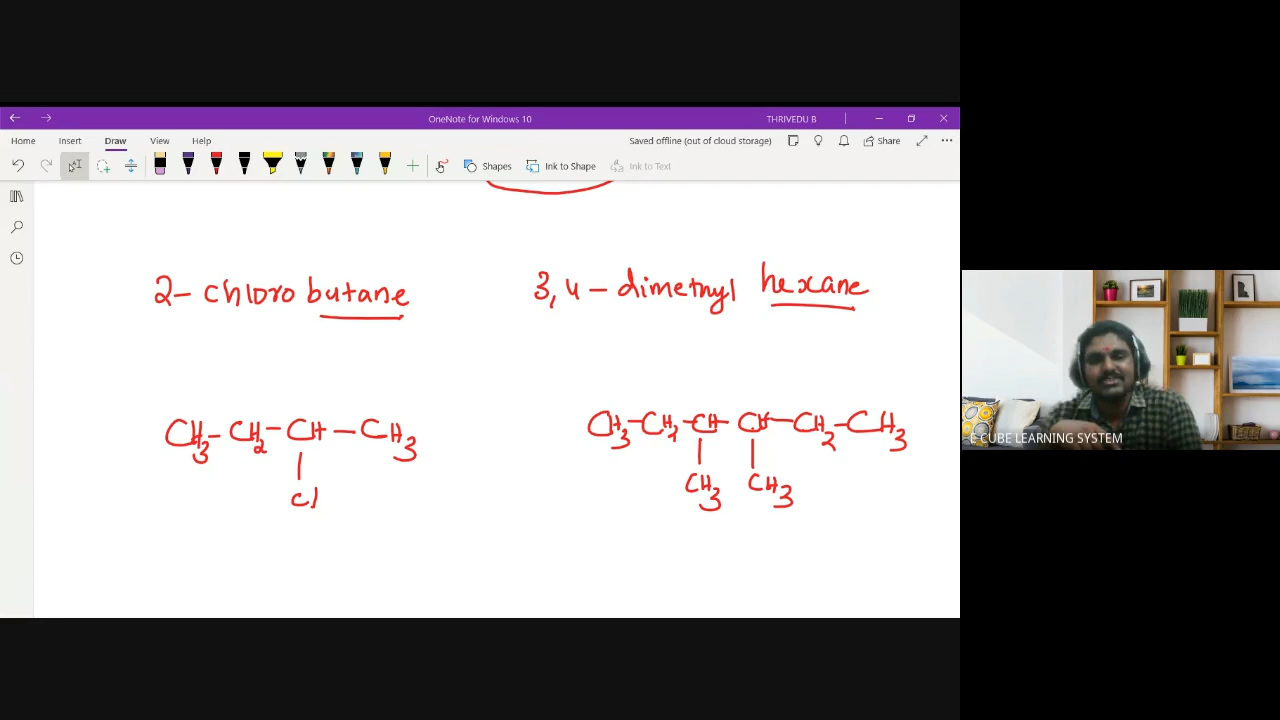 OneNote for Windows 10
THRIVEDU B
Home Insert Draw View Help
Saved offline (out of cloud storage)
Share
Shapes
Ink to Shape
Ink to Text
2- chloro butane
3,4 - dimethyl hexane
CH3-CH2-CH-CH3
Cl
CH3-CH2-CH-CH-CH2-CH3
CH3 CH3
E CUBE LEARNING SYSTEM